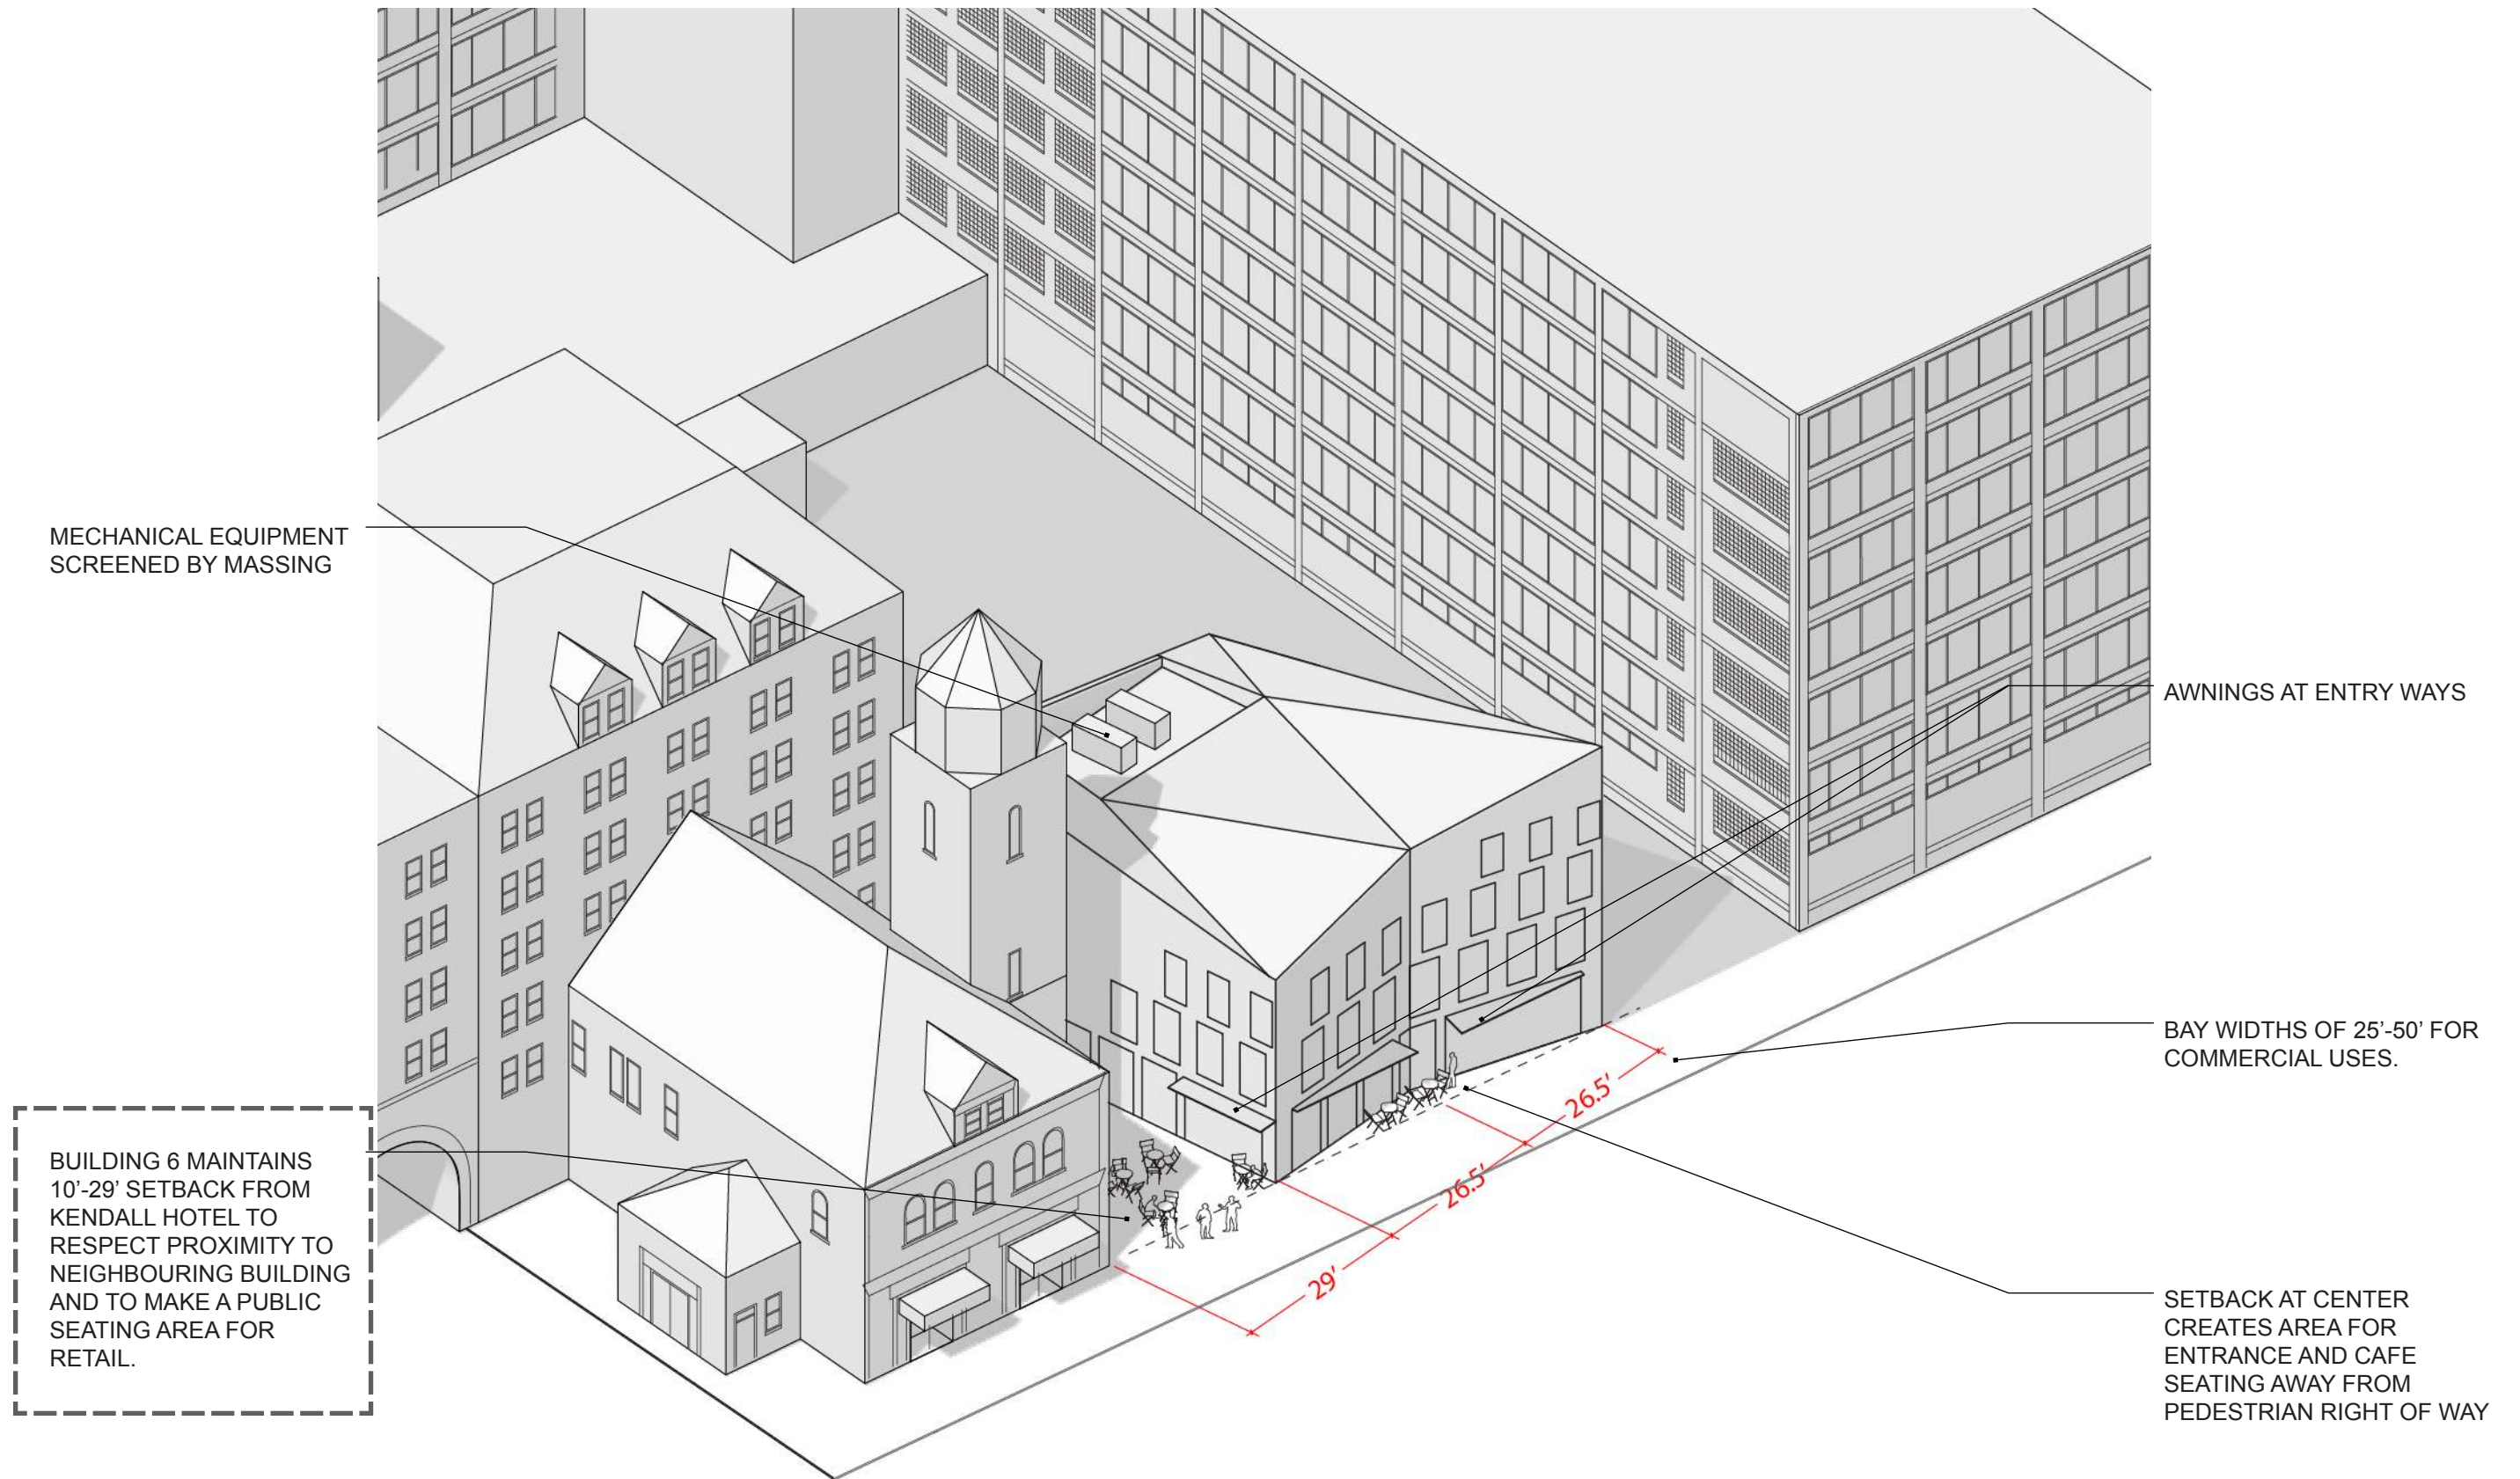 MECHANICAL EQUIPMENT
SCREENED BY MASSING
BUILDING 6 MAINTAINS
10’-29’ SETBACK FROM
KENDALL HOTEL TO
RESPECT PROXIMITY TO
NEIGHBOURING BUILDING
AND TO MAKE A PUBLIC
SEATING AREA FOR
RETAIL.
AWNINGS AT ENTRY WAYS
BAY WIDTHS OF 25’-50’ FOR
COMMERCIAL USES.
26.5'
26.5'
29'
SETBACK AT CENTER
CREATES AREA FOR
ENTRANCE AND CAFE
SEATING AWAY FROM
PEDESTRIAN RIGHT OF WAY